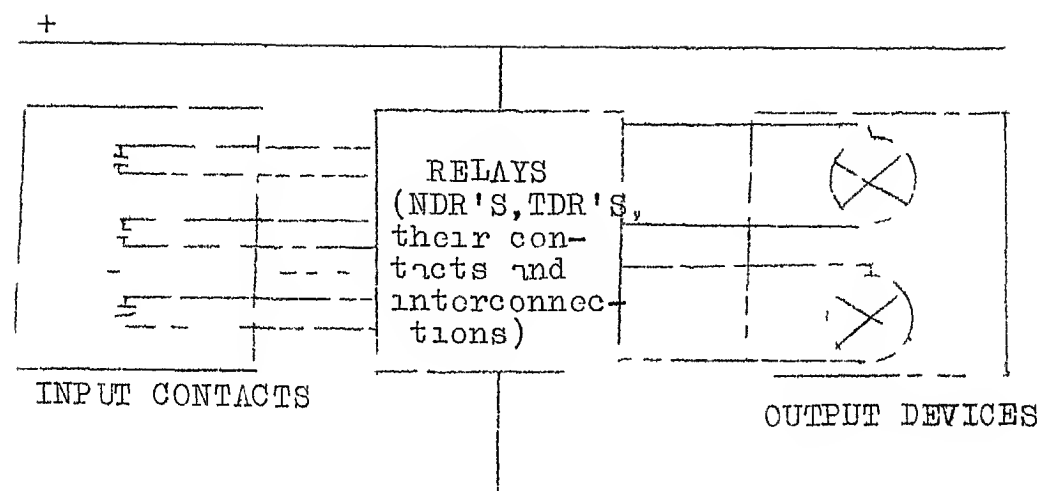 +
RELAYS
(NDR'S,TDR'S,
their con-
tacts and
interconnec-
tions)
INPUT CONTACTS
OUTPUT DEVICES